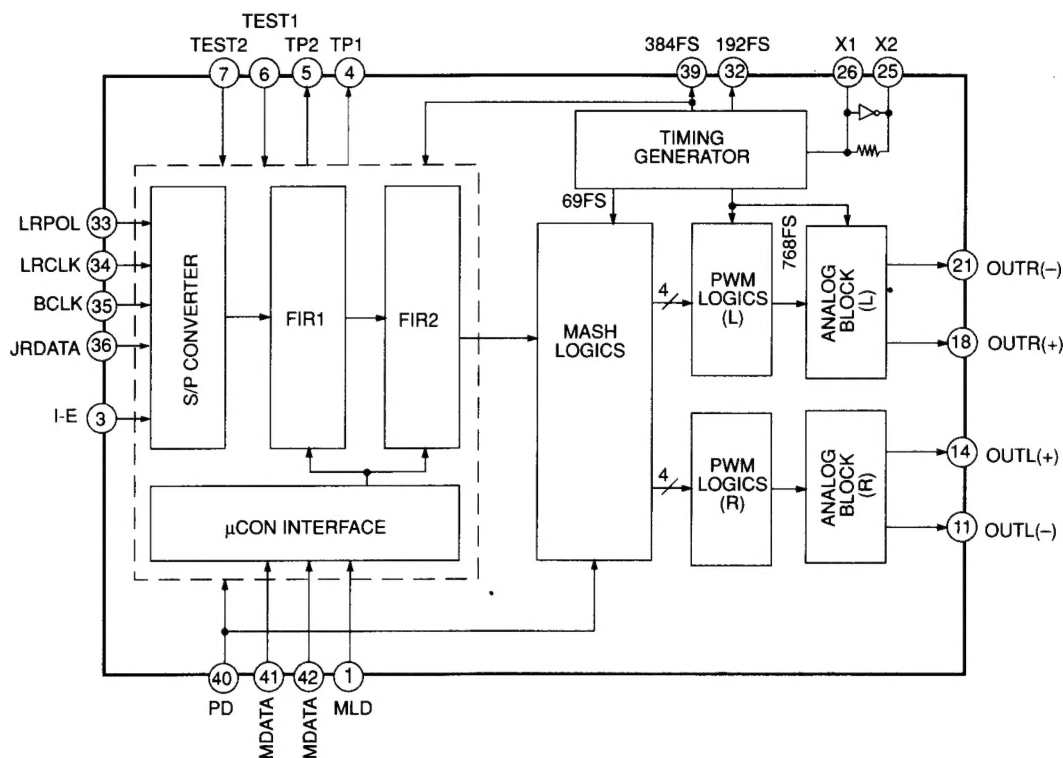 TEST1
TEST2 TP2 TP1 384FS 192FS X1 X2
7 6 5 4 39 32 26 25
TIMING
GENERATOR
69FS
768FS
LRPOL 33
LRCLK 34
BCLK 35
JRDATA 36
I-E 3
S/P CONVERTER
FIR1
FIR2
MASH
LOGICS
4
PWM
LOGICS
(L)
ANALOG
BLOCK
(L)
21 OUTR(–)
18 OUTR(+)
4
PWM
LOGICS
(R)
ANALOG
BLOCK
(R)
14 OUTL(+)
11 OUTL(–)
μCON INTERFACE
40 41 42 1
PD MDATA MDATA MLD